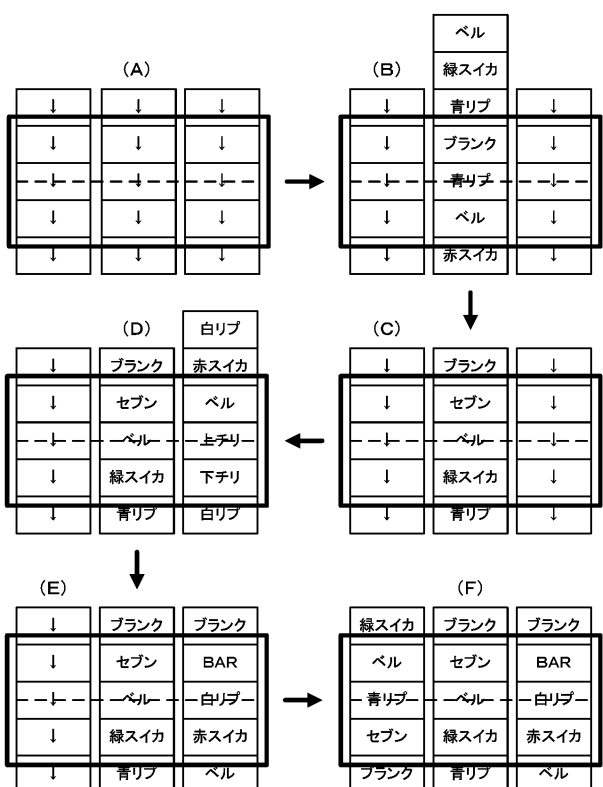 (A)
↓ ↓ ↓
↓ ↓ ↓
↓ ↓ ↓
↓ ↓ ↓
↓ ↓ ↓
(B)
ベル
緑スイカ
↓ 青リプ ↓
↓ ブランク ↓
↓ 青リプ ↓
↓ ベル ↓
↓ 赤スイカ ↓
(D)
白リプ
↓ ブランク 赤スイカ
↓ セブン ベル
↓ ベル 上チリ
↓ 緑スイカ 下チリ
↓ 青リプ 白リプ
(C)
↓ ブランク ↓
↓ セブン ↓
↓ ベル ↓
↓ 緑スイカ ↓
↓ 青リプ ↓
(E)
↓ ブランク ブランク
↓ セブン BAR
↓ ベル 白リプ
↓ 緑スイカ 赤スイカ
↓ 青リプ ベル
(F)
緑スイカ ブランク ブランク
ベル セブン BAR
青リプ ベル 白リプ
セブン 緑スイカ 赤スイカ
ブランク 青リプ ベル